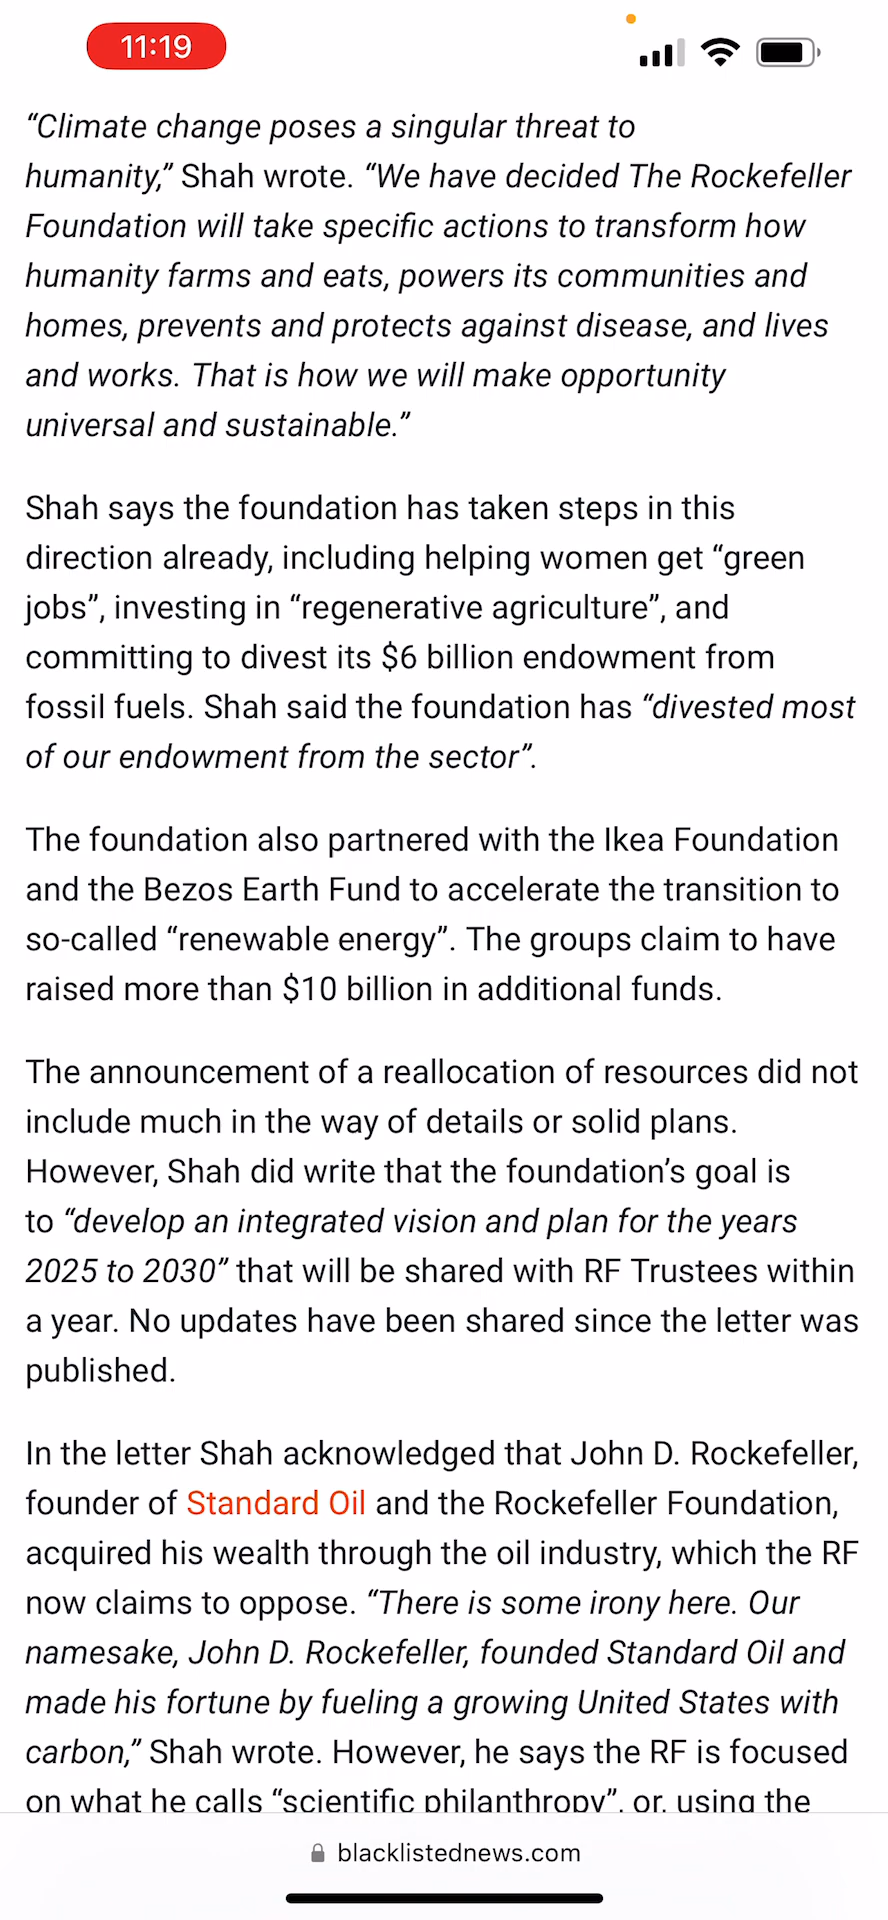 11:19
“Climate change poses a singular threat to
humanity,” Shah wrote. “We have decided The Rockefeller
Foundation will take specific actions to transform how
humanity farms and eats, powers its communities and
homes, prevents and protects against disease, and lives
and works. That is how we will make opportunity
universal and sustainable.”
Shah says the foundation has taken steps in this
direction already, including helping women get “green
jobs”, investing in “regenerative agriculture”, and
committing to divest its $6 billion endowment from
fossil fuels. Shah said the foundation has “divested most
of our endowment from the sector”.
The foundation also partnered with the Ikea Foundation
and the Bezos Earth Fund to accelerate the transition to
so-called “renewable energy”. The groups claim to have
raised more than $10 billion in additional funds.
The announcement of a reallocation of resources did not
include much in the way of details or solid plans.
However, Shah did write that the foundation’s goal is
to “develop an integrated vision and plan for the years
2025 to 2030” that will be shared with RF Trustees within
a year. No updates have been shared since the letter was
published.
In the letter Shah acknowledged that John D. Rockefeller,
founder of Standard Oil and the Rockefeller Foundation,
acquired his wealth through the oil industry, which the RF
now claims to oppose. “There is some irony here. Our
namesake, John D. Rockefeller, founded Standard Oil and
made his fortune by fueling a growing United States with
carbon,” Shah wrote. However, he says the RF is focused
on what he calls “scientific philanthropy”, or, using the
blacklistednews.com